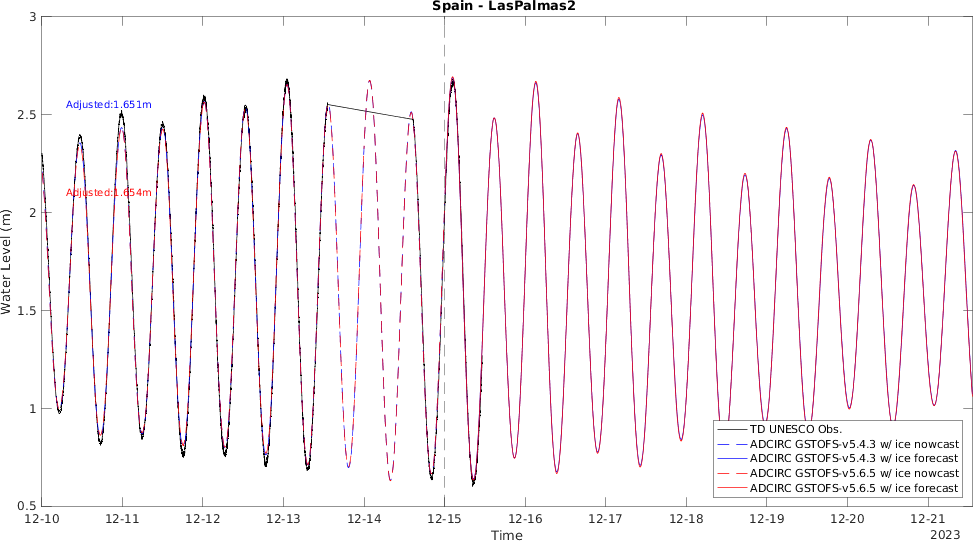 Spain - LasPalmas2
3
2.5
2
1.5
1
0.5
Water Level (m)
Adjusted:1.651m
Adjusted:1.654m
TD UNESCO Obs.
ADCIRC GSTOFS-v5.4.3 w/ ice nowcast
ADCIRC GSTOFS-v5.4.3 w/ ice forecast
ADCIRC GSTOFS-v5.6.5 w/ ice nowcast
ADCIRC GSTOFS-v5.6.5 w/ ice forecast
12-10 12-11 12-12 12-13 12-14 12-15 12-16 12-17 12-18 12-19 12-20 12-21
Time 2023